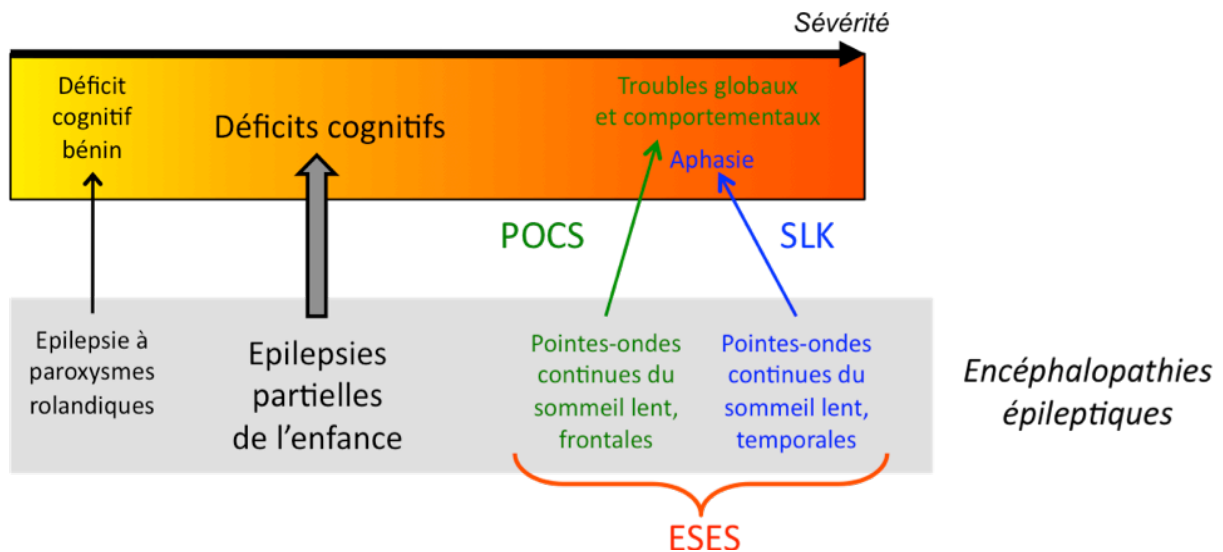 Sévérité
Déficit
cognitif
bénin
Déficits cognitifs
Troubles globaux
et comportementaux
Aphasie
POCS
SLK
Epilepsie à
paroxysmes
rolandiques
Epilepsies
partielles
de l'enfance
Pointes-ondes
continues du
sommeil lent,
frontales
Pointes-ondes
continues du
sommeil lent,
temporales
Encéphalopathies
épileptiques
ESES